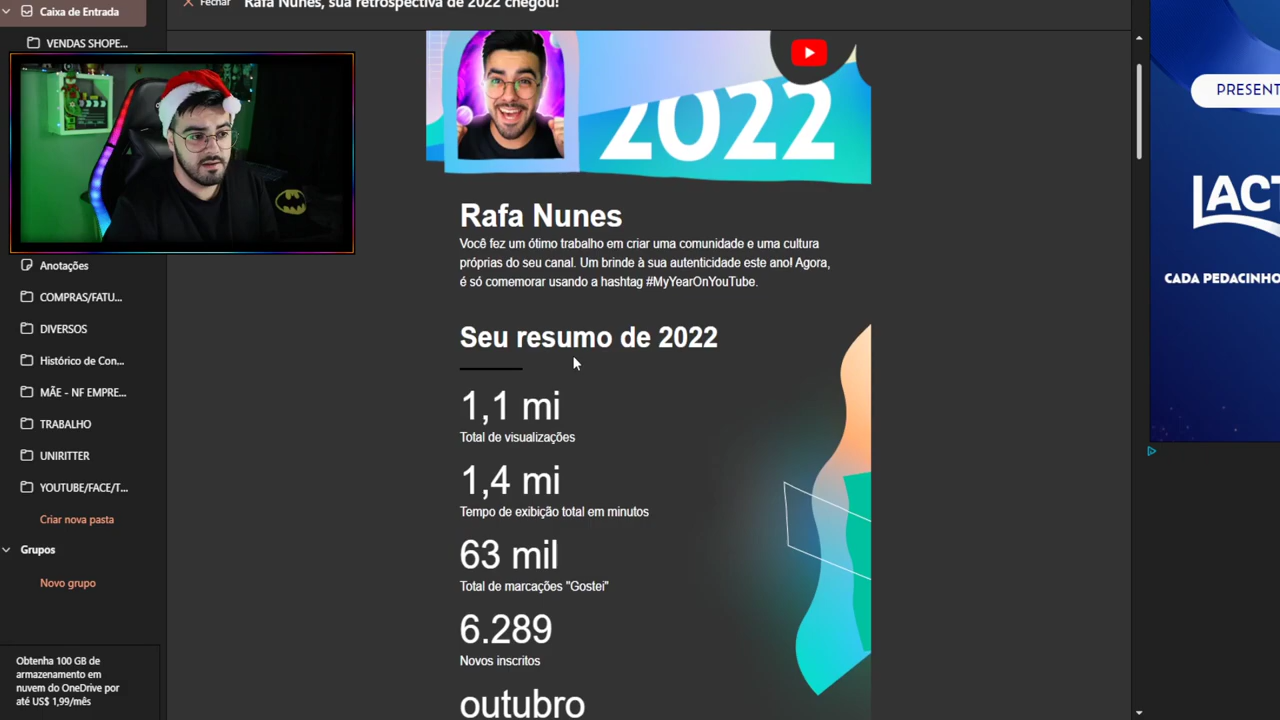 Caixa de Entrada
Fechar
Rafa Nunes, sua retrospectiva de 2022 chegou!
VENDAS SHOPE...
Anotações
COMPRAS/FATU...
DIVERSOS
Histórico de Con...
MÃE - NF EMPRE...
TRABALHO
UNIRITTER
YOUTUBE/FACE/T...
Criar nova pasta
Grupos
Novo grupo
Obtenha 100 GB de
armazenamento em
nuvem do OneDrive por
até US$ 1,99/mês
2022
Rafa Nunes
Você fez um ótimo trabalho em criar uma comunidade e uma cultura
próprias do seu canal. Um brinde à sua autenticidade este ano! Agora,
é só comemorar usando a hashtag #MyYearOnYouTube.
Seu resumo de 2022
1,1 mi
Total de visualizações
1,4 mi
Tempo de exibição total em minutos
63 mil
Total de marcações "Gostei"
6.289
Novos inscritos
outubro
PRESENT
LACT
CADA PEDACINHO